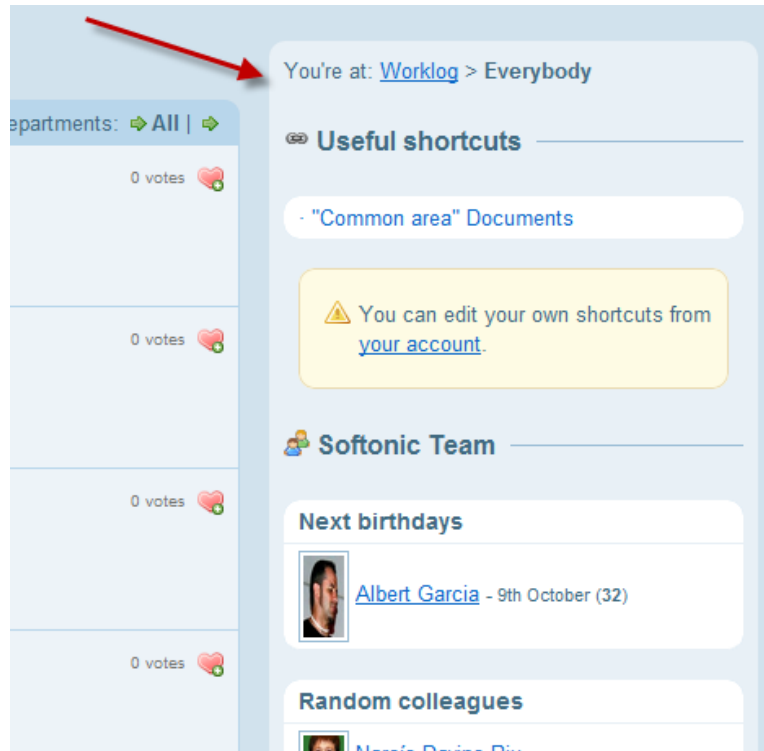 You're at: Worklog > Everybody
epartments: All |
0 votes
Useful shortcuts
· "Common area" Documents
You can edit your own shortcuts from
your account.
0 votes
Softonic Team
0 votes
Next birthdays
Albert Garcia - 9th October (32)
0 votes
Random colleagues